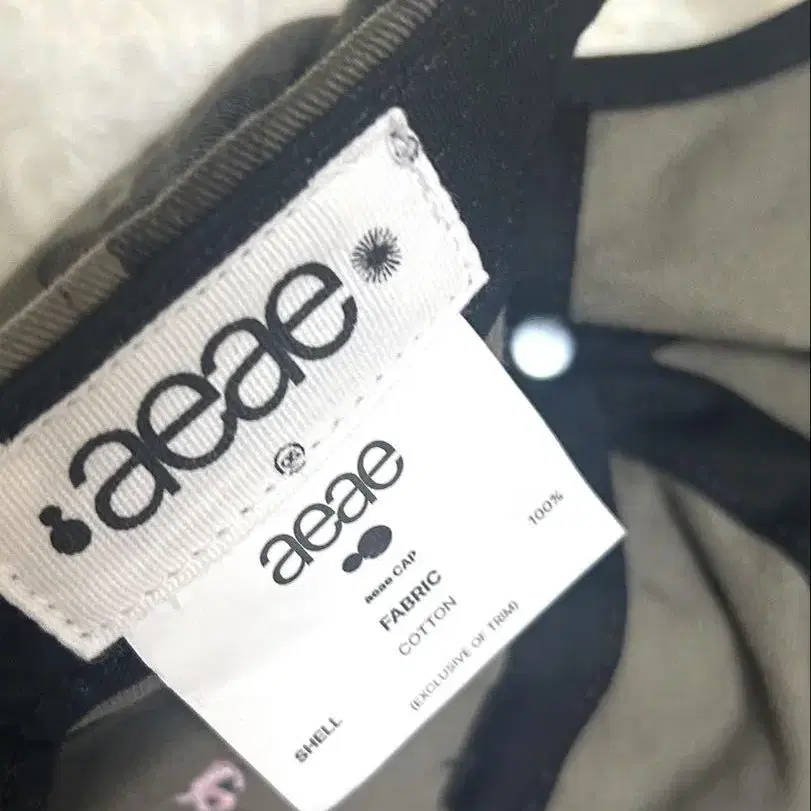 aeae
aeae
aeae CAP
FABRIC
COTTON 100%
(EXCLUSIVE OF TRIM)
SHELL